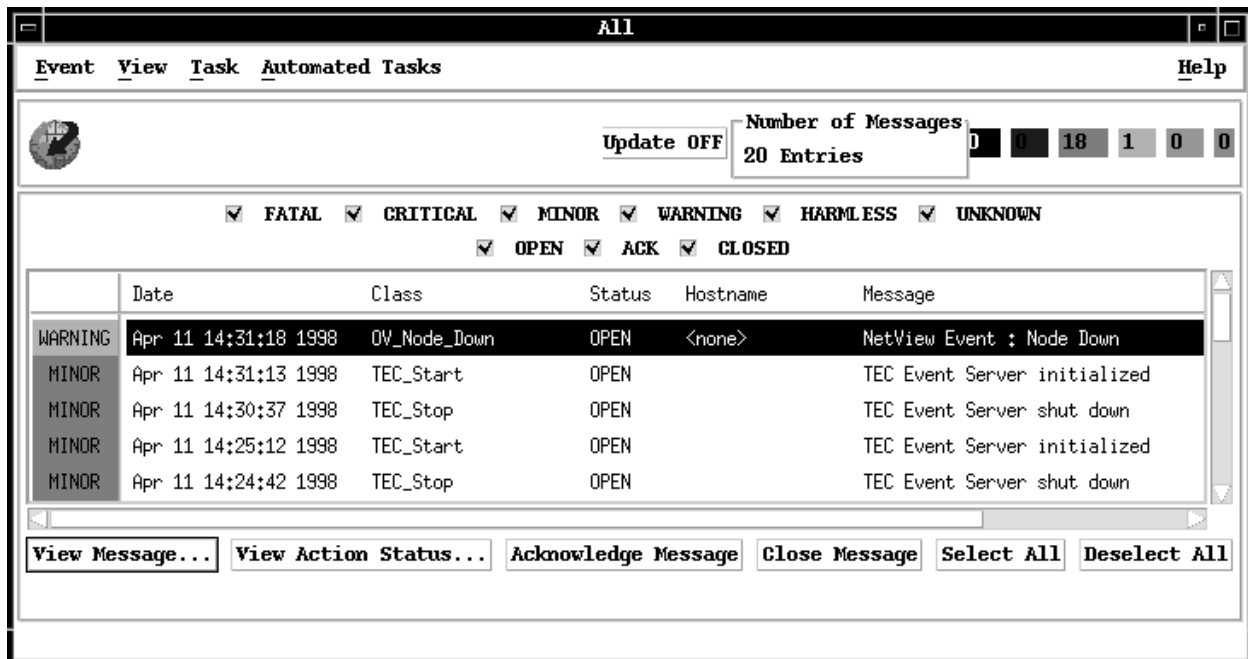 All
Event View Task Automated Tasks Help
Update OFF
Number of Messages
20 Entries
0 0 18 1 0 0
FATAL CRITICAL MINOR WARNING HARMLESS UNKNOWN
OPEN ACK CLOSED
Date Class Status Hostname Message
WARNING Apr 11 14:31:18 1998 OV_Node_Down OPEN <none> NetView Event : Node Down
MINOR Apr 11 14:31:13 1998 TEC_Start OPEN TEC Event Server initialized
MINOR Apr 11 14:30:37 1998 TEC_Stop OPEN TEC Event Server shut down
MINOR Apr 11 14:25:12 1998 TEC_Start OPEN TEC Event Server initialized
MINOR Apr 11 14:24:42 1998 TEC_Stop OPEN TEC Event Server shut down
View Message... View Action Status... Acknowledge Message Close Message Select All Deselect All